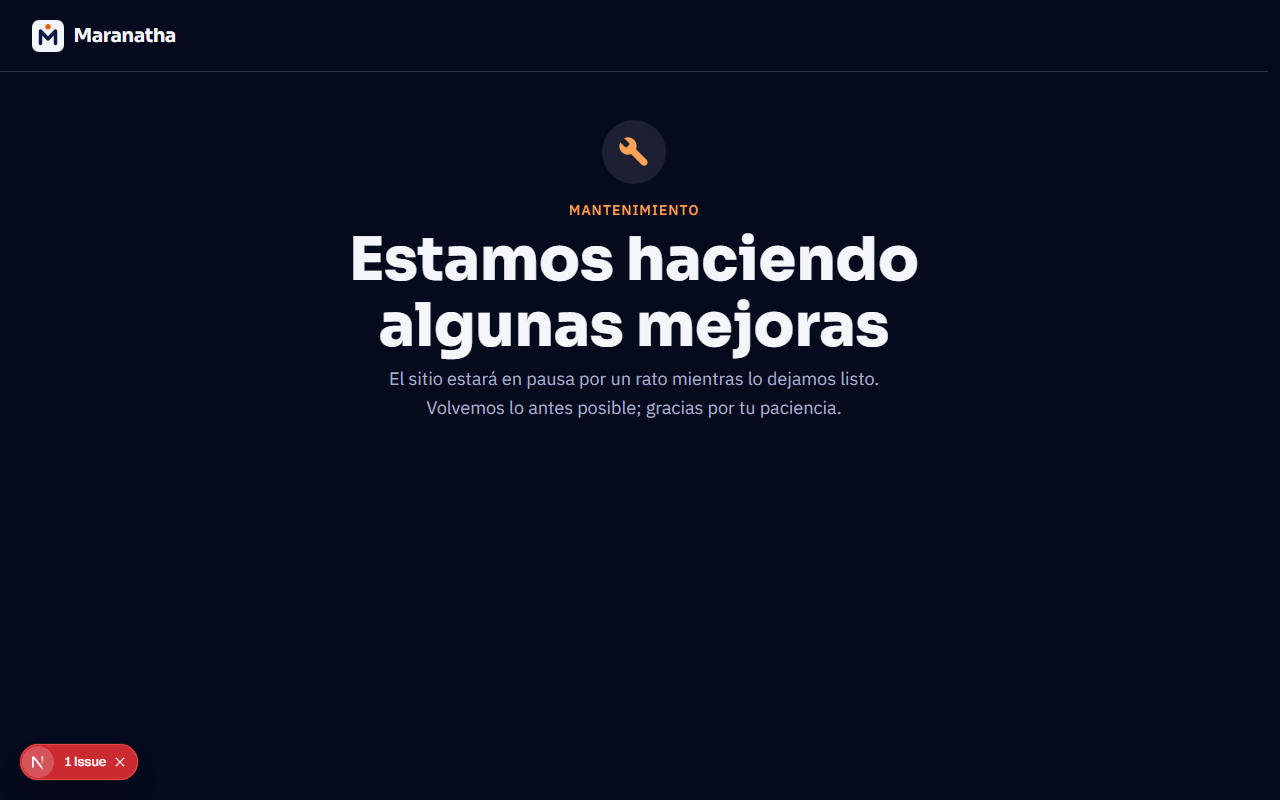 Maranatha
MANTENIMIENTO
Estamos haciendo
algunas mejoras
El sitio estará en pausa por un rato mientras lo dejamos listo.
Volvemos lo antes posible; gracias por tu paciencia.
N 1 Issue